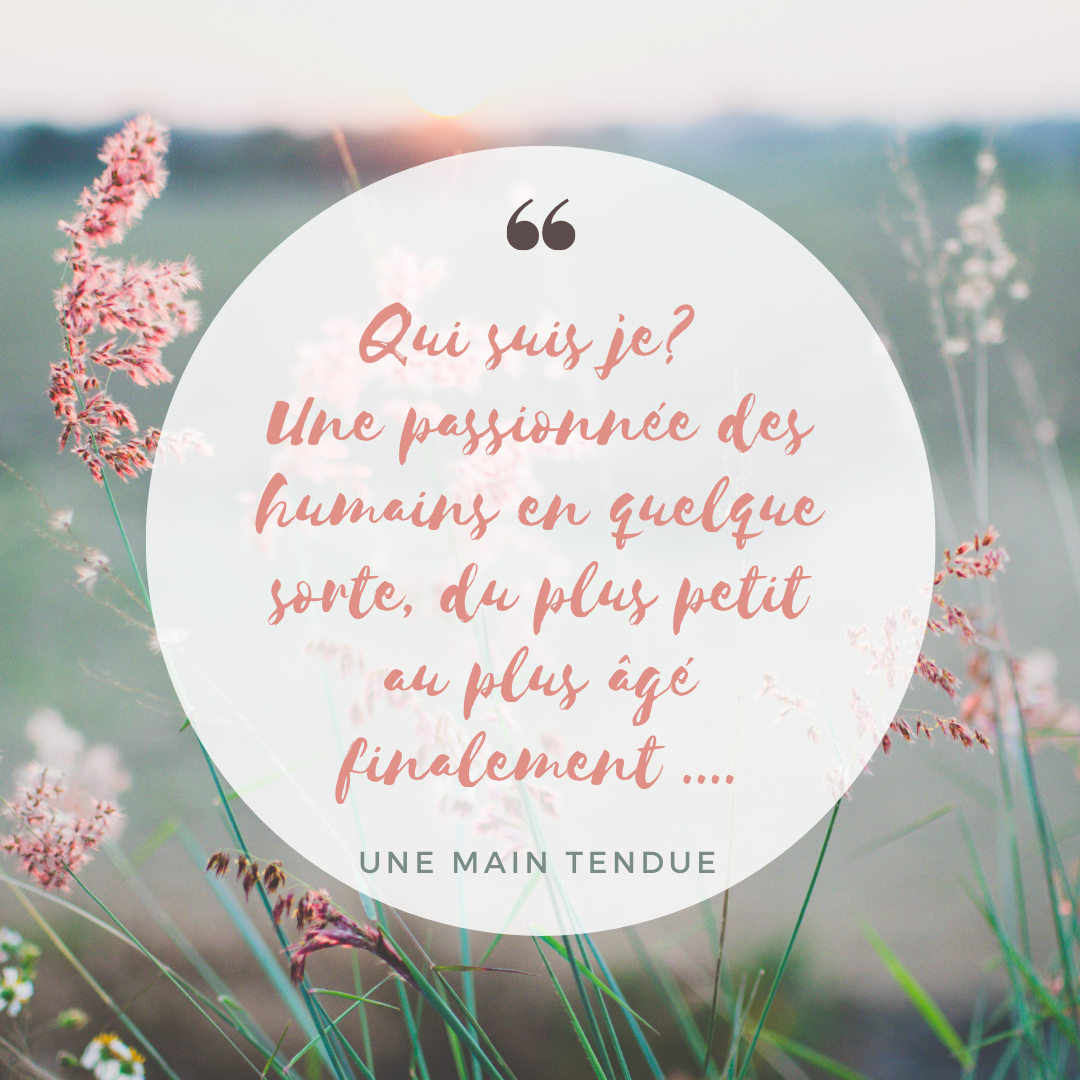 “
Qui suis je?
Une passionnée des
humains en quelque
sorte, du plus petit
au plus âgé
finalement ....
UNE MAIN TENDUE